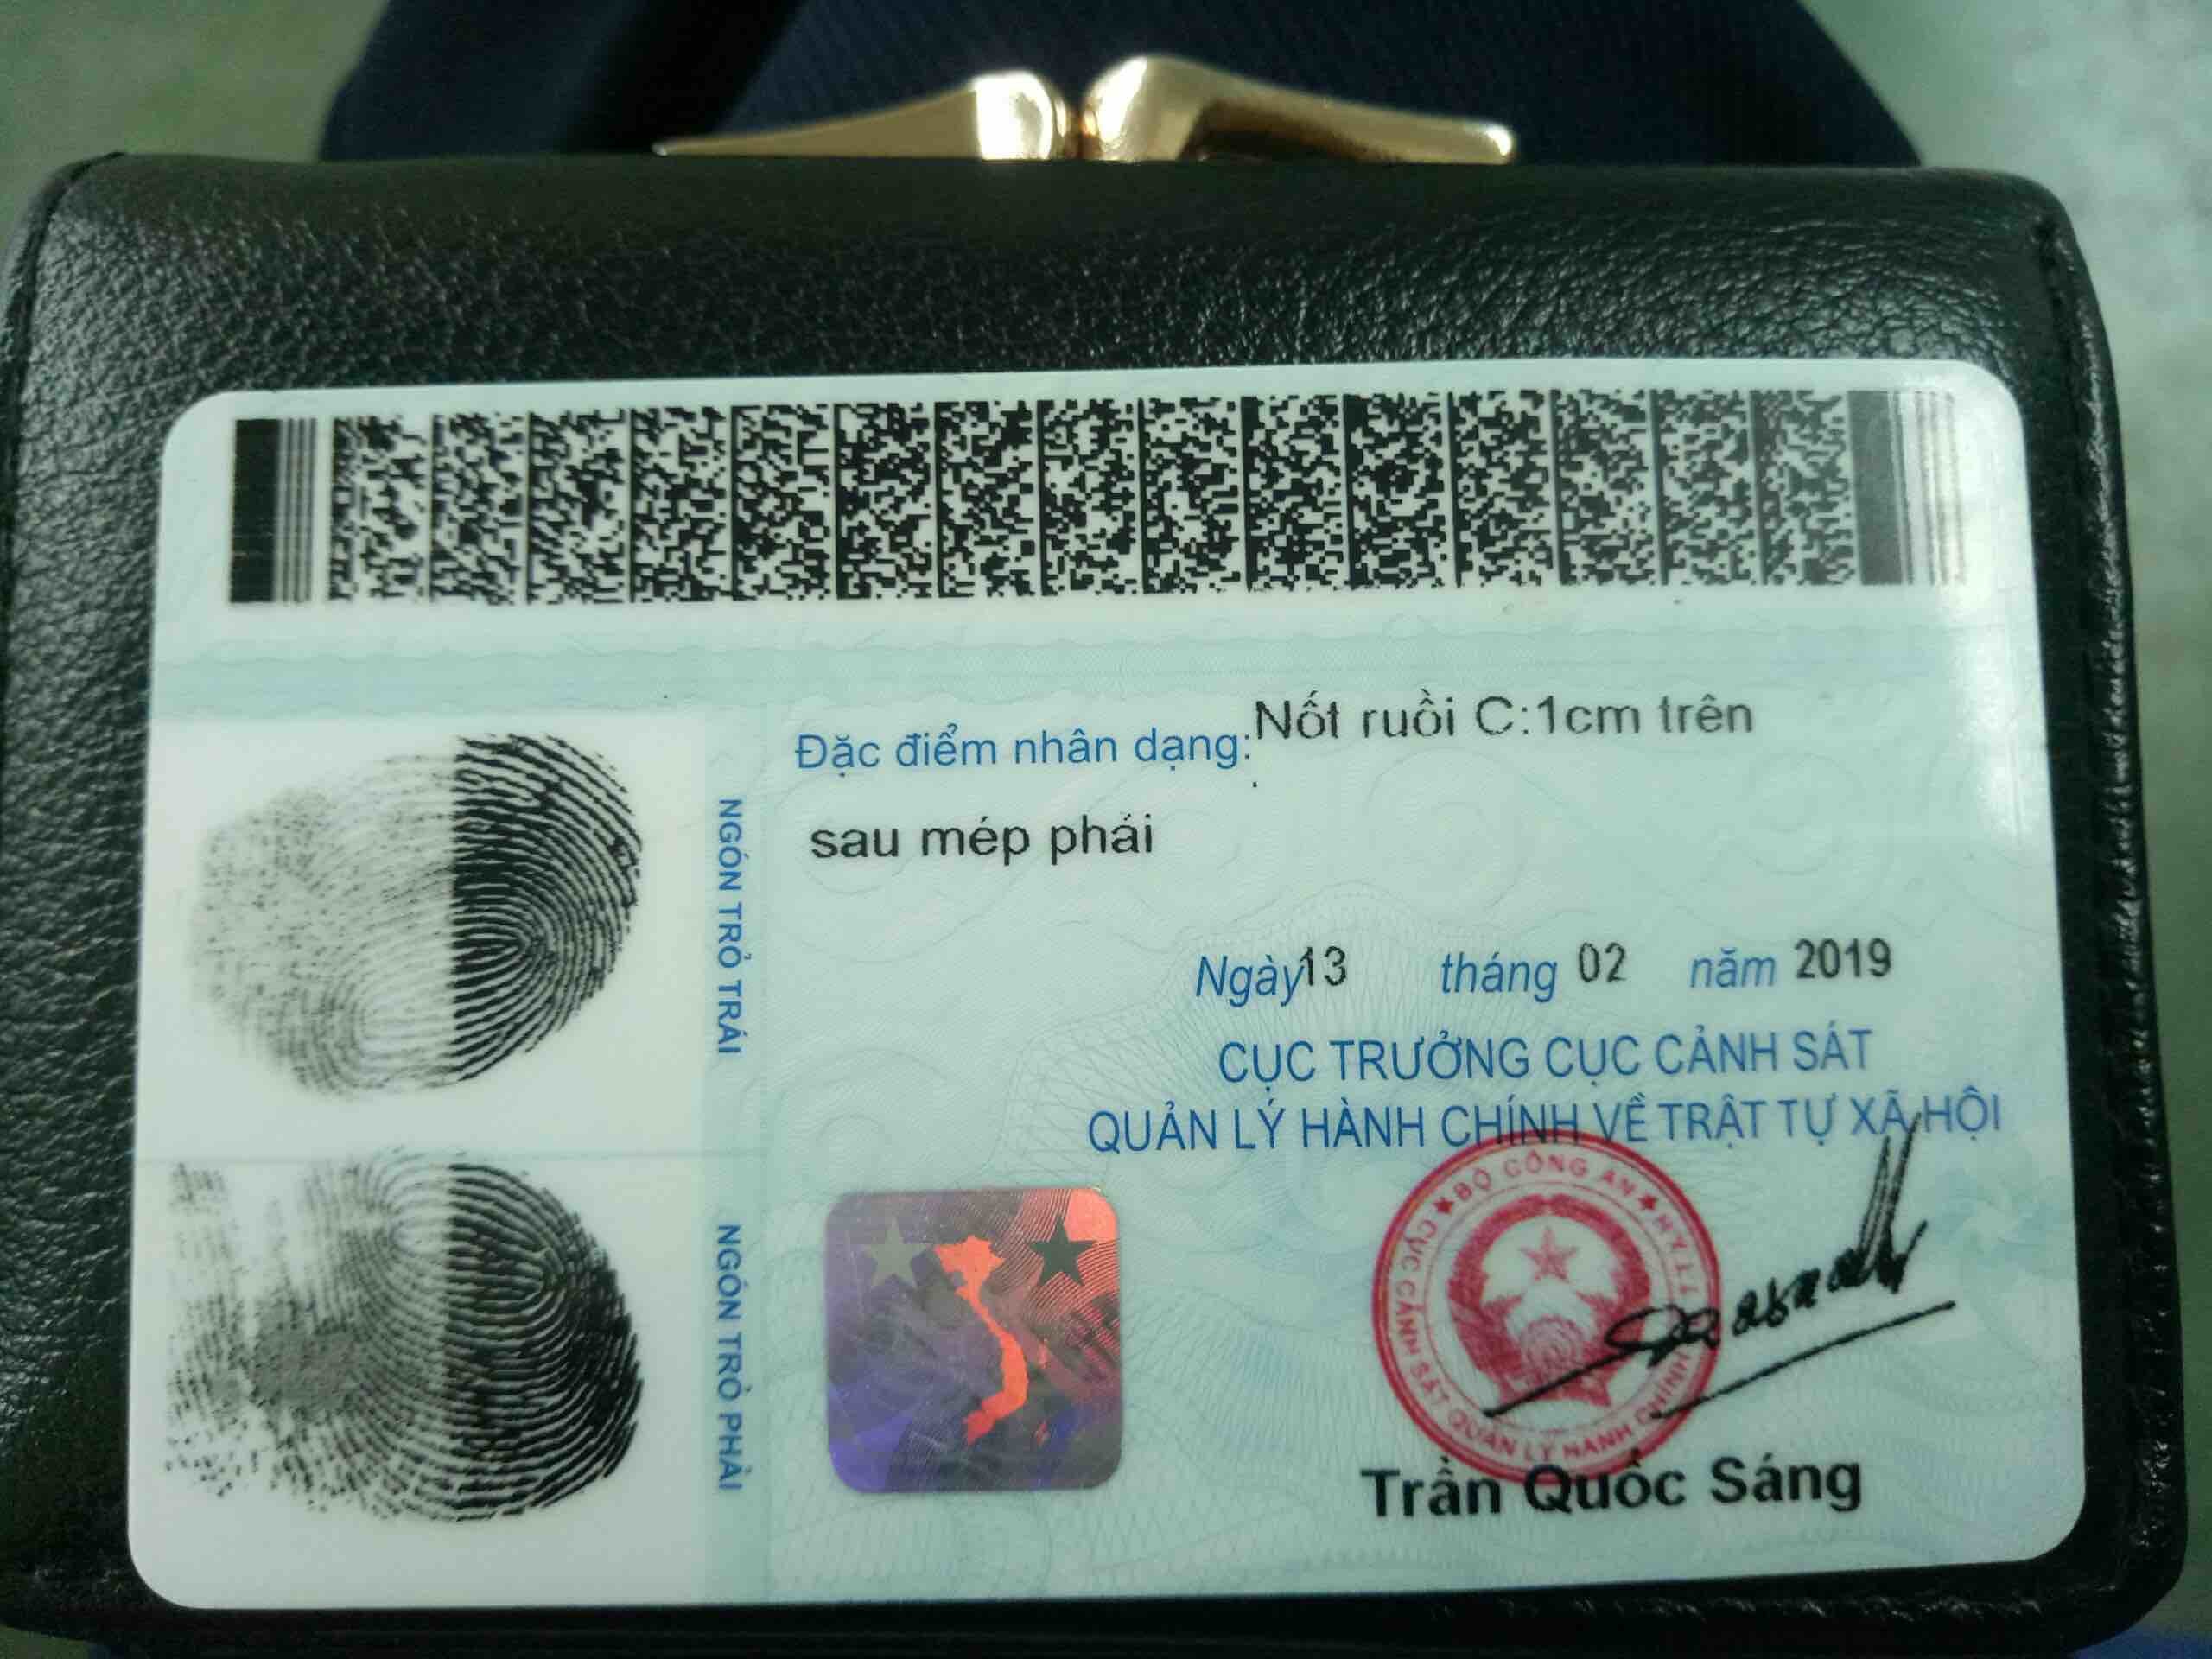 Đặc điểm nhân dạng: Nốt ruồi C:1cm trên
sau mép phải
NGÓN TRỎ TRÁI
Ngày 13 tháng 02 năm 2019
CỤC TRƯỞNG CỤC CẢNH SÁT
QUẢN LÝ HÀNH CHÍNH VỀ TRẬT TỰ XÃ HỘI
NGÓN TRỎ PHẢI
★ BỘ CÔNG AN ★
CỤC CẢNH SÁT QUẢN LÝ HÀNH CHÍNH
Trần Quốc Sáng